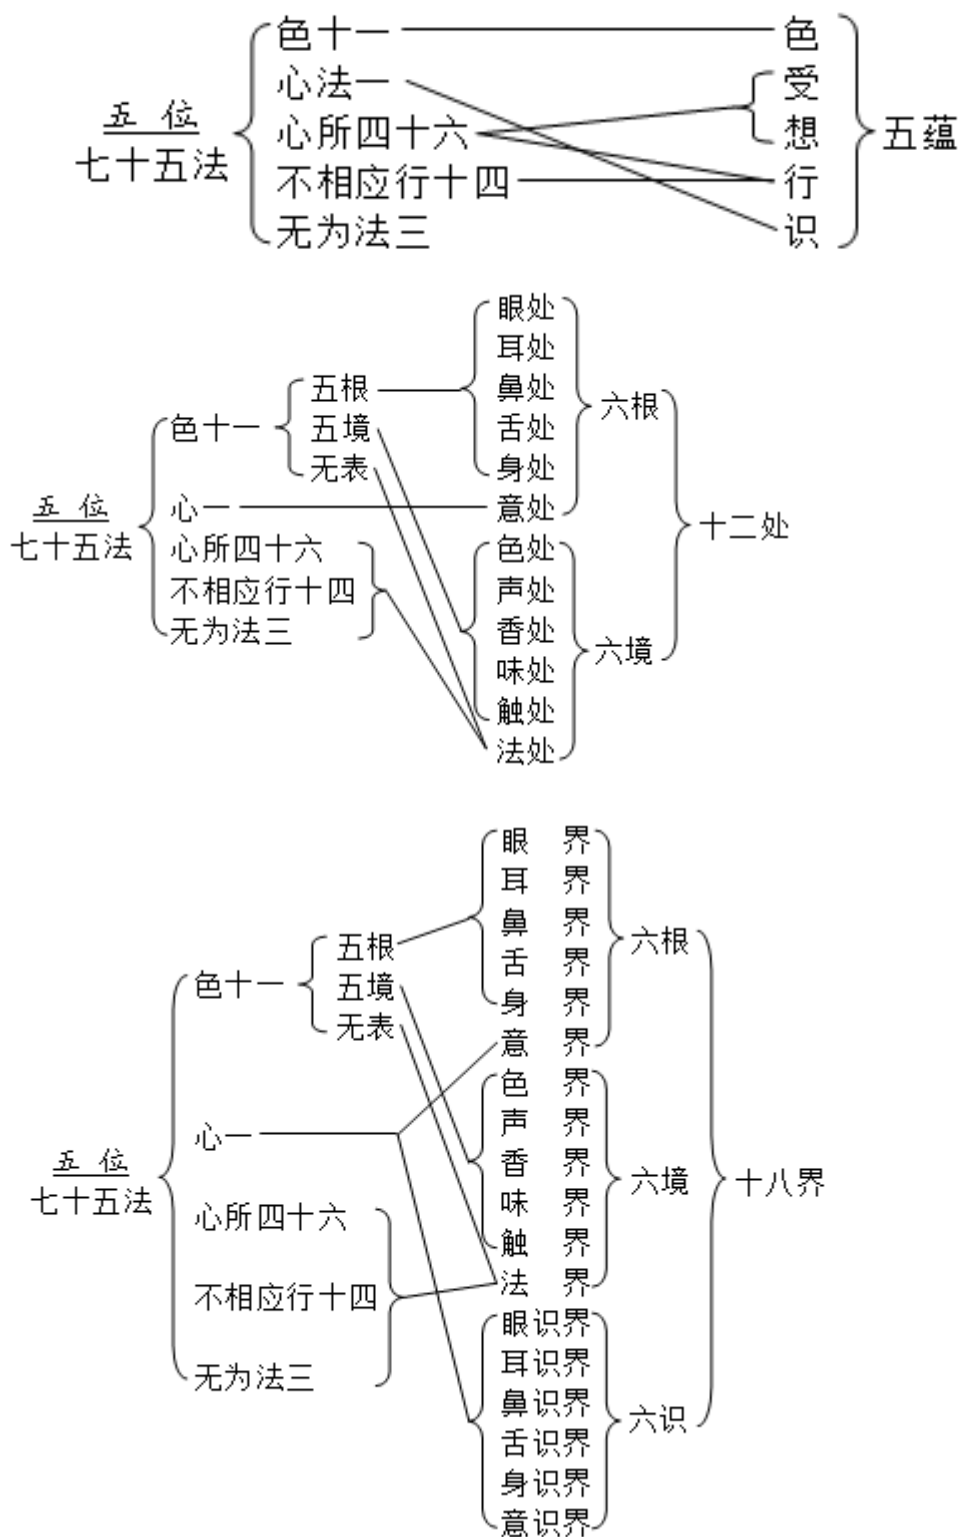 五位
七十五法
色十一
心法一
心所四十六
不相应行十四
无为法三
色
受
想
行
识
五蕴
五位
七十五法
色十一
五根
五境
无表
心一
心所四十六
不相应行十四
无为法三
眼处
耳处
鼻处
舌处
身处
意处
色处
声处
香处
味处
触处
法处
六根
六境
十二处
五位
七十五法
色十一
五根
五境
无表
心一
心所四十六
不相应行十四
无为法三
眼 界
耳 界
鼻 界
舌 界
身 界
意 界
色 界
声 界
香 界
味 界
触 界
法 界
眼识界
耳识界
鼻识界
舌识界
身识界
意识界
六根
六境
六识
十八界